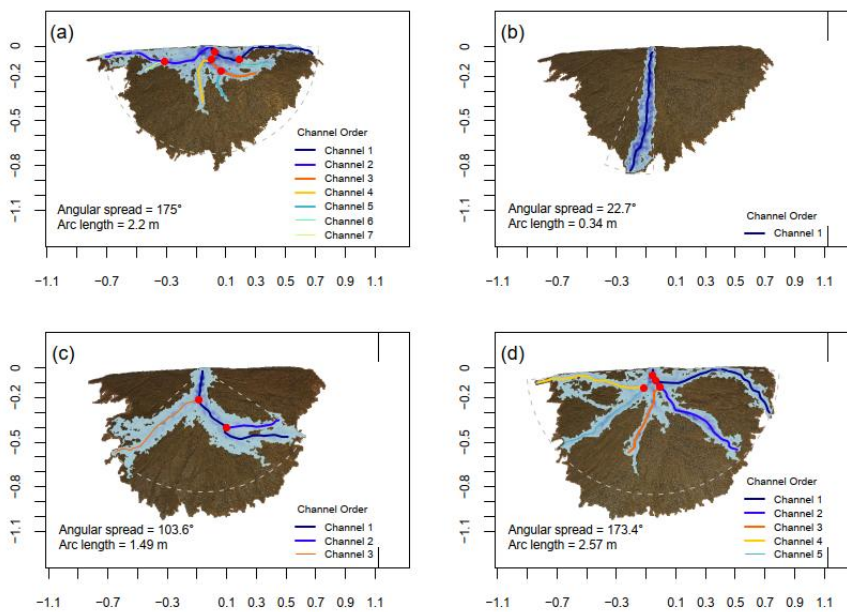 (a)
0
−0.2
−0.5
−0.8
−1.1
Channel Order
Channel 1
Channel 2
Channel 3
Channel 4
Channel 5
Channel 6
Channel 7
Angular spread = 175°
Arc length = 2.2 m
−1.1 −0.7 −0.3 0.1 0.3 0.5 0.7 0.9 1.1
(b)
0
−0.2
−0.5
−0.8
−1.1
Angular spread = 22.7°
Arc length = 0.34 m
Channel Order
Channel 1
−1.1 −0.7 −0.3 0.1 0.3 0.5 0.7 0.9 1.1
(c)
0
−0.2
−0.5
−0.8
−1.1
Channel Order
Channel 1
Channel 2
Channel 3
Angular spread = 103.6°
Arc length = 1.49 m
−1.1 −0.7 −0.3 0.1 0.3 0.5 0.7 0.9 1.1
(d)
0
−0.2
−0.5
−0.8
−1.1
Channel Order
Channel 1
Channel 2
Channel 3
Channel 4
Channel 5
Angular spread = 173.4°
Arc length = 2.57 m
−1.1 −0.7 −0.3 0.1 0.3 0.5 0.7 0.9 1.1